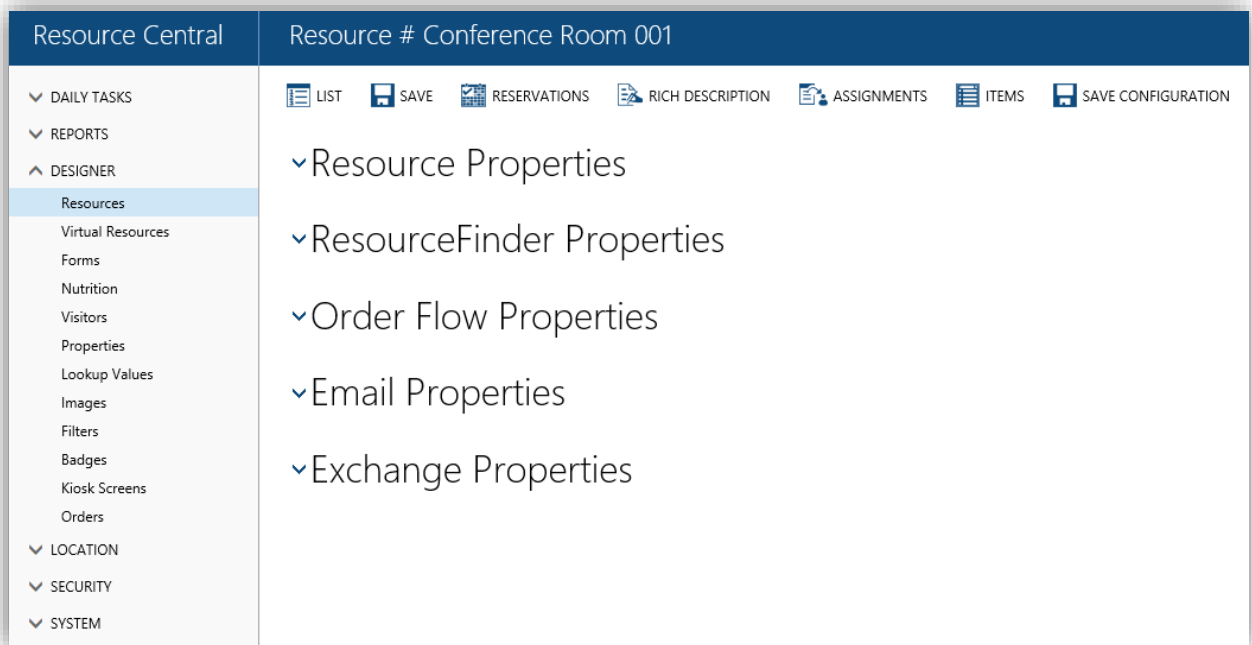 Resource Central
Resource # Conference Room 001
LIST SAVE RESERVATIONS RICH DESCRIPTION ASSIGNMENTS ITEMS SAVE CONFIGURATION
DAILY TASKS
REPORTS
DESIGNER
Resources
Virtual Resources
Forms
Nutrition
Visitors
Properties
Lookup Values
Images
Filters
Badges
Kiosk Screens
Orders
LOCATION
SECURITY
SYSTEM
Resource Properties
ResourceFinder Properties
Order Flow Properties
Email Properties
Exchange Properties